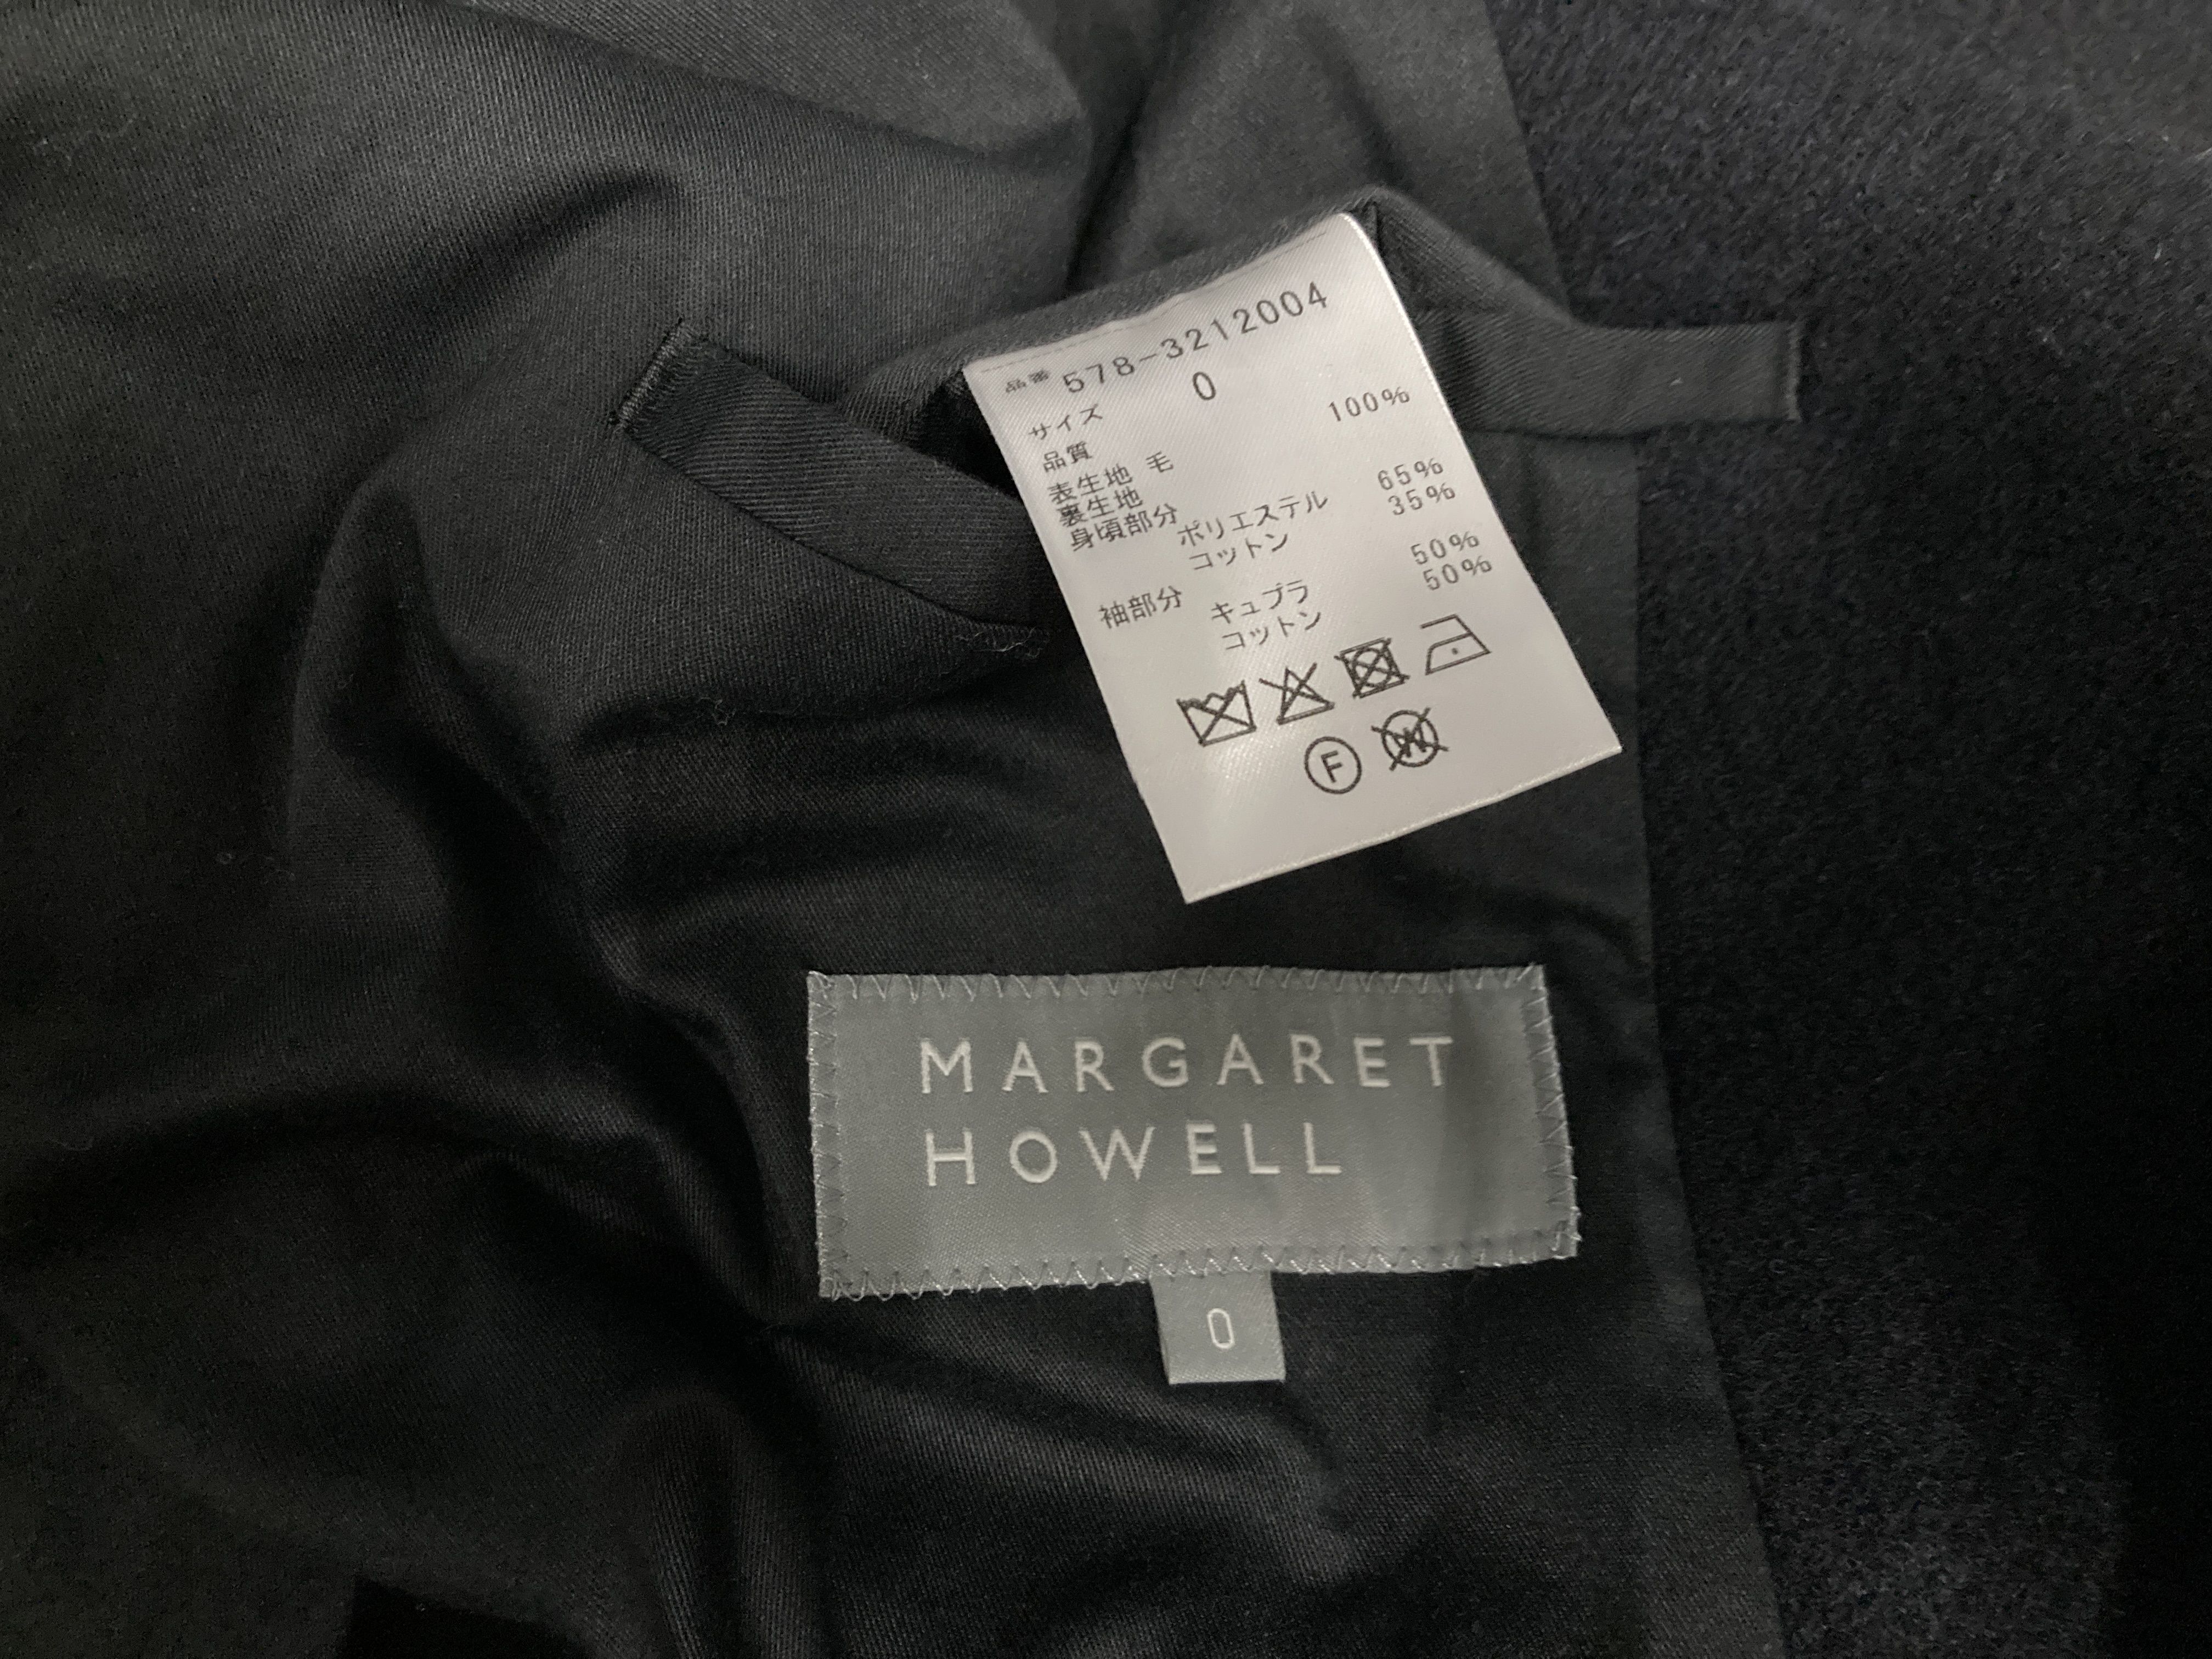 品番 578-3212004
サイズ 0
品質
表生地 毛 100%
裏生地
身頃部分 ポリエステル 65%
コットン 35%
袖部分 キュプラ 50%
コットン 50%
F W
MARGARET
HOWELL
0